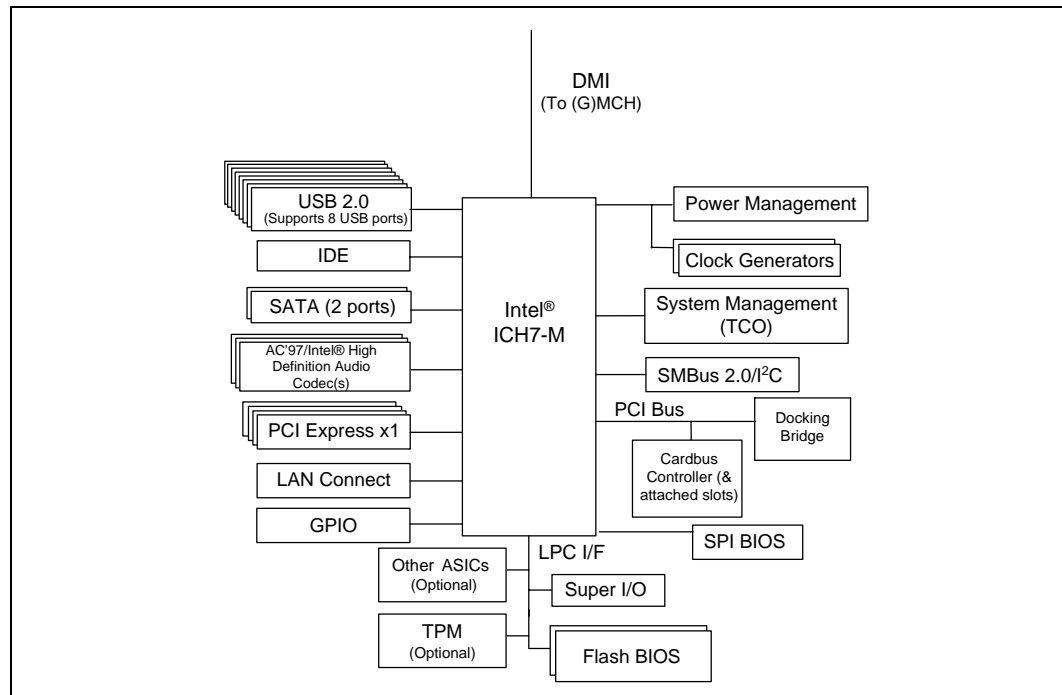 DMI
(To (G)MCH)
USB 2.0
(Supports 8 USB ports)
IDE
SATA (2 ports)
AC'97/Intel® High
Definition Audio
Codec(s)
PCI Express x1
LAN Connect
GPIO
Intel®
ICH7-M
Power Management
Clock Generators
System Management
(TCO)
SMBus 2.0/I²C
PCI Bus
Docking
Bridge
Cardbus
Controller (&
attached slots)
SPI BIOS
LPC I/F
Other ASICs
(Optional)
Super I/O
TPM
(Optional)
Flash BIOS